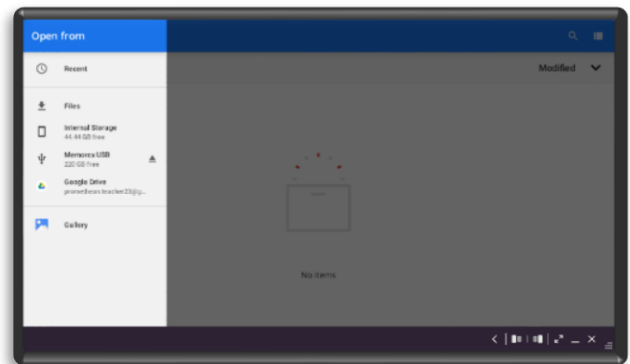 Open from
Recent
Modified
Files
Internal Storage
44.44 GB free
Memorex USB
220 GB free
Google Drive
No items
Gallery